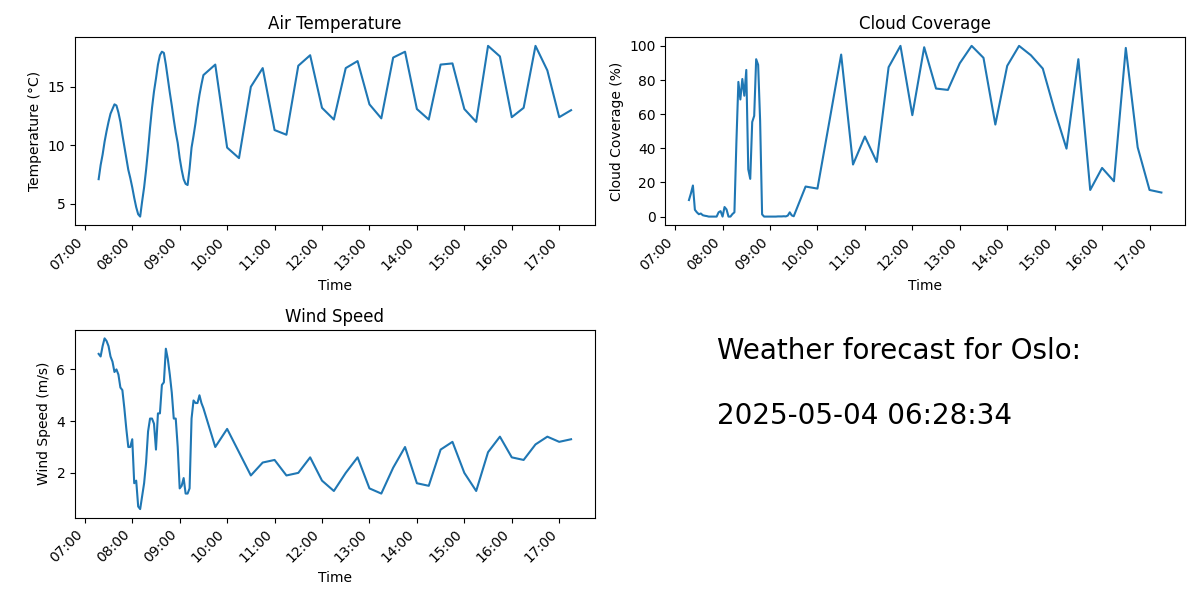 Air Temperature
Temperature (°C)
15
10
5
07:00 08:00 09:00 10:00 11:00 12:00 13:00 14:00 15:00 16:00 17:00
Time
Cloud Coverage
Cloud Coverage (%)
100
80
60
40
20
0
07:00 08:00 09:00 10:00 11:00 12:00 13:00 14:00 15:00 16:00 17:00
Time
Wind Speed
Wind Speed (m/s)
6
4
2
07:00 08:00 09:00 10:00 11:00 12:00 13:00 14:00 15:00 16:00 17:00
Time
Weather forecast for Oslo:
2025-05-04 06:28:34